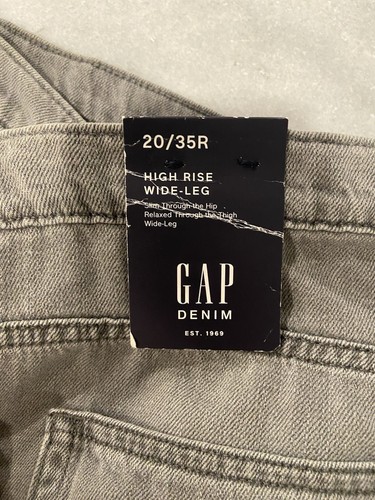 20/35R
HIGH RISE
WIDE-LEG
Slim Through the Hip
Relaxed Through the Thigh
Wide-Leg
GAP
DENIM
EST. 1969